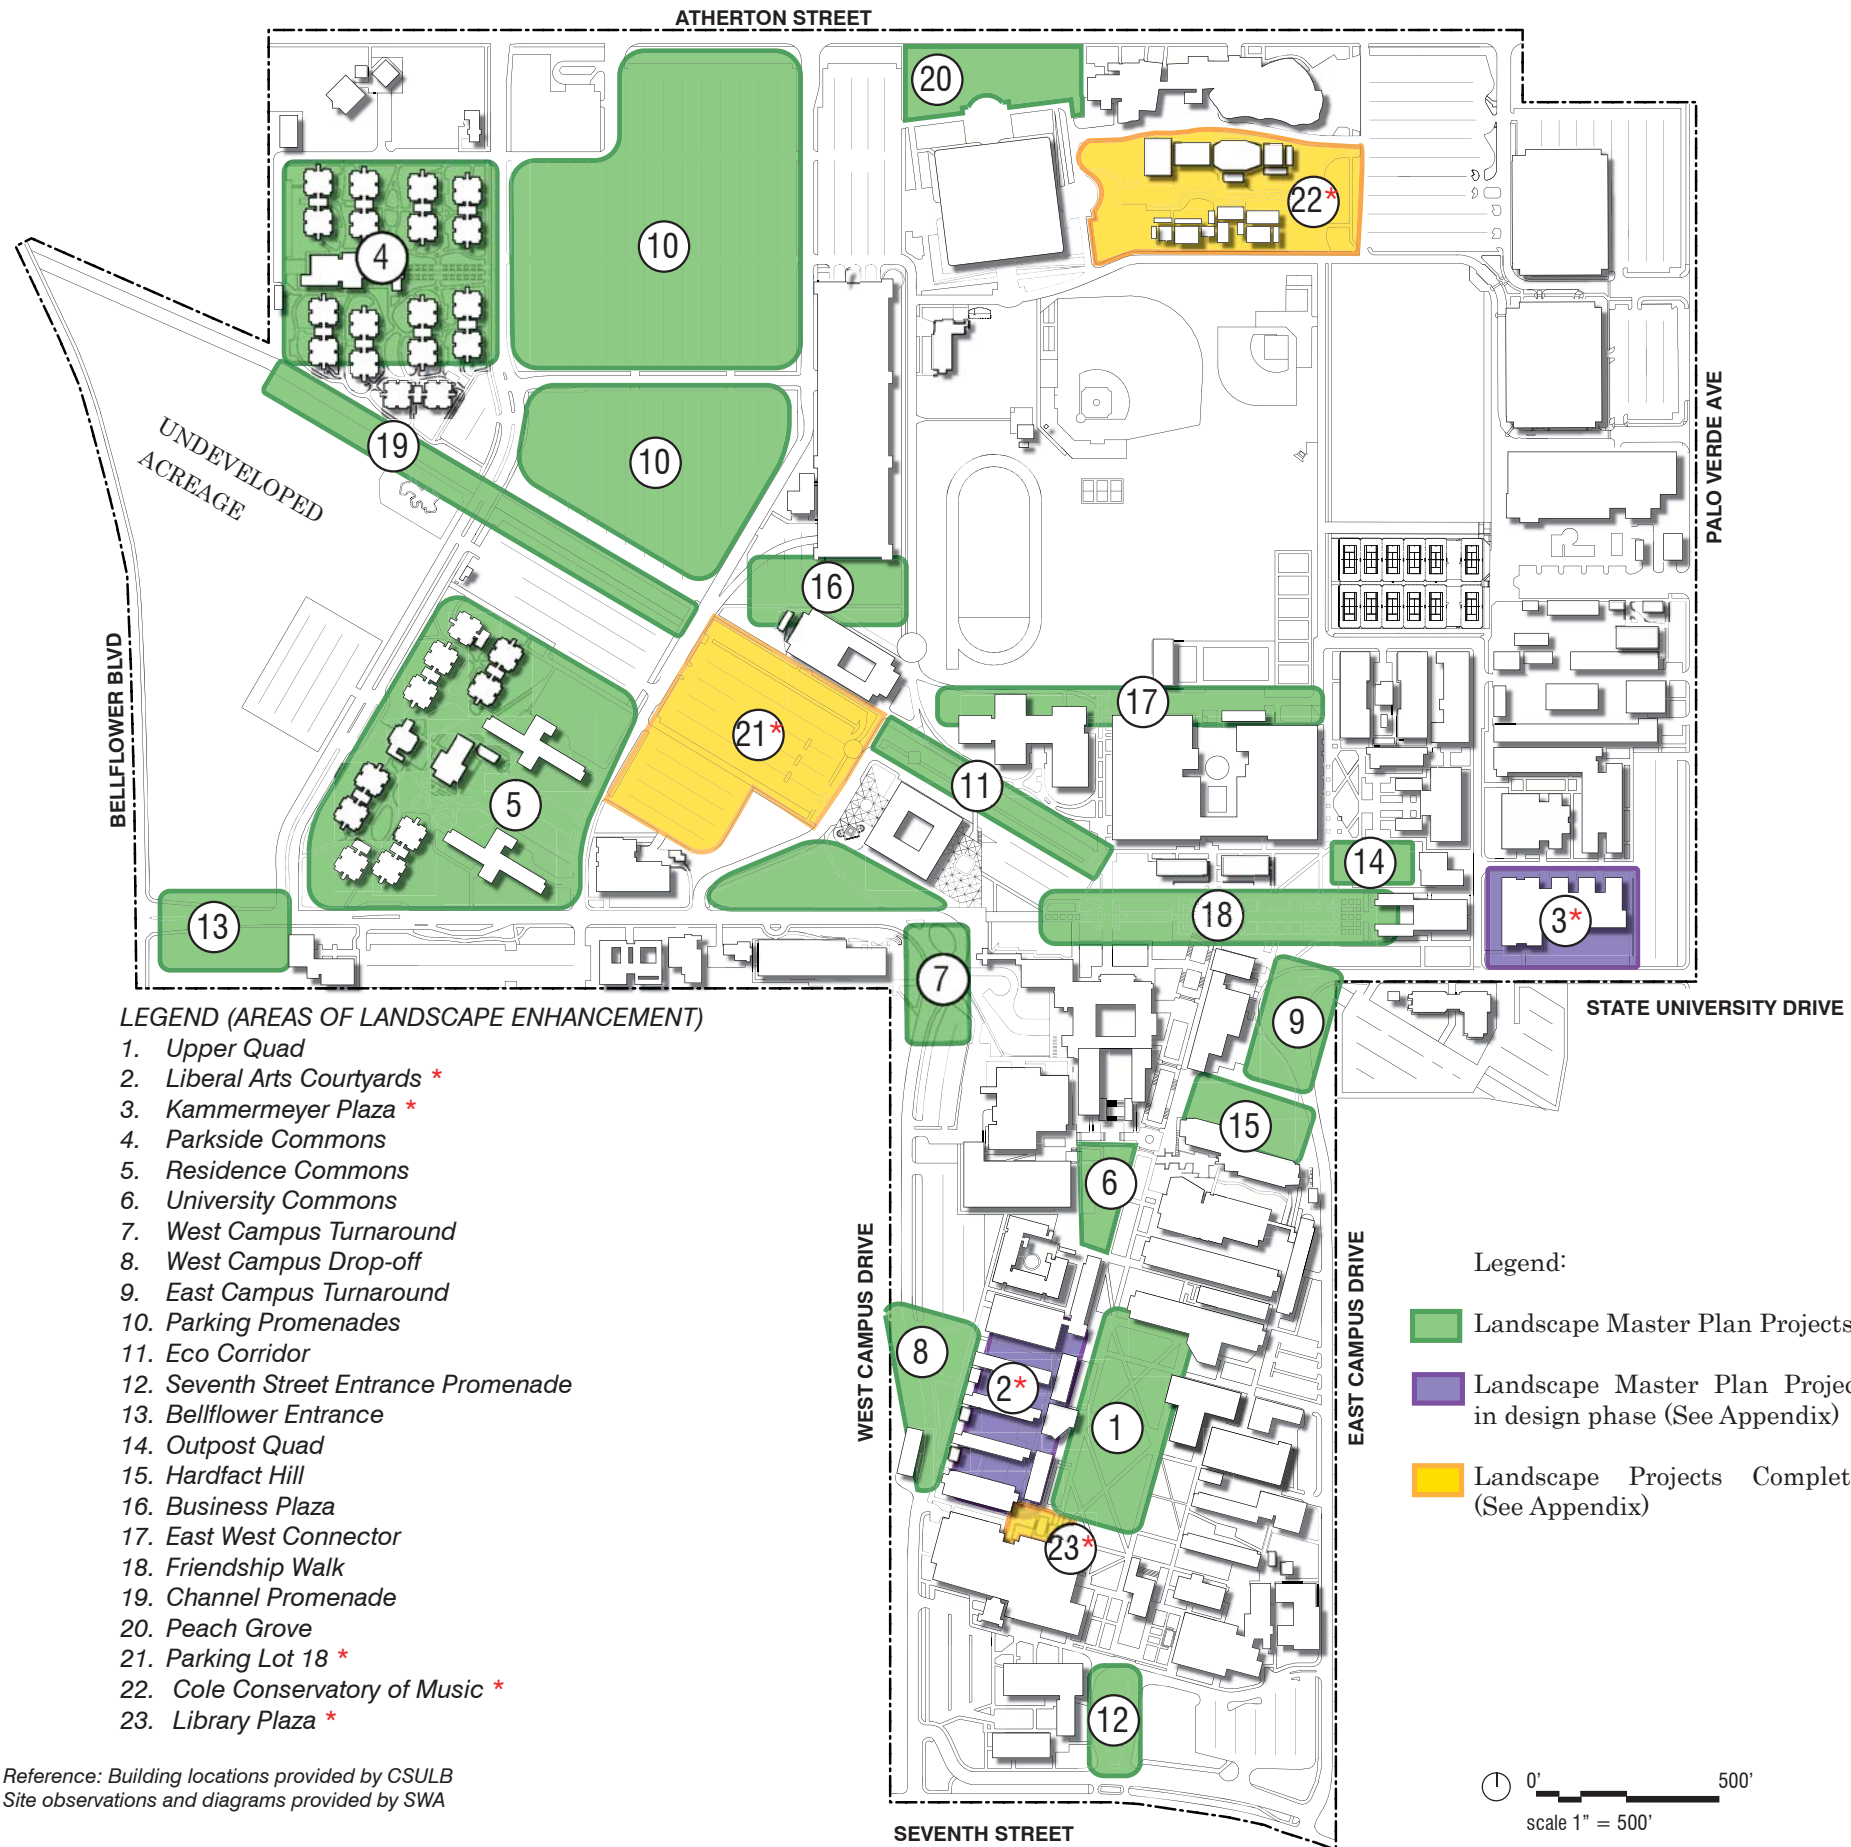 ATHERTON STREET
20
22*
4
10
19
10
UNDEVELOPED
ACREAGE
PALO VERDE AVE
16
BELLFLOWER BLVD
17
21*
11
5
14
18
13
3*
7
9
STATE UNIVERSITY DRIVE
15
6
WEST CAMPUS DRIVE
EAST CAMPUS DRIVE
8
2*
1
23*
12
SEVENTH STREET
LEGEND (AREAS OF LANDSCAPE ENHANCEMENT)
1. Upper Quad
2. Liberal Arts Courtyards *
3. Kammermeyer Plaza *
4. Parkside Commons
5. Residence Commons
6. University Commons
7. West Campus Turnaround
8. West Campus Drop-off
9. East Campus Turnaround
10. Parking Promenades
11. Eco Corridor
12. Seventh Street Entrance Promenade
13. Bellflower Entrance
14. Outpost Quad
15. Hardfact Hill
16. Business Plaza
17. East West Connector
18. Friendship Walk
19. Channel Promenade
20. Peach Grove
21. Parking Lot 18 *
22. Cole Conservatory of Music *
23. Library Plaza *
Reference: Building locations provided by CSULB
Site observations and diagrams provided by SWA
Legend:
Landscape Master Plan Projects
Landscape Master Plan Projec
in design phase (See Appendix)
Landscape Projects Complet
(See Appendix)
0' 500'
scale 1" = 500'